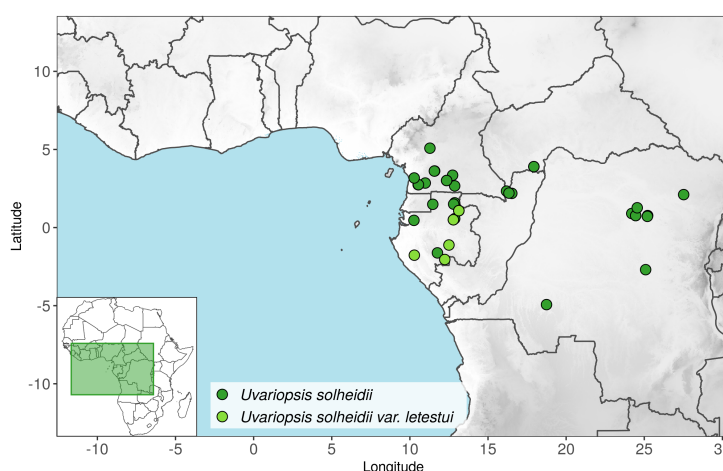 10
5
0
-5
-10
Latitude
Uvariopsis solheidii
Uvariopsis solheidii var. letestui
-10 -5 0 5 10 15 20 25 3
Longitude